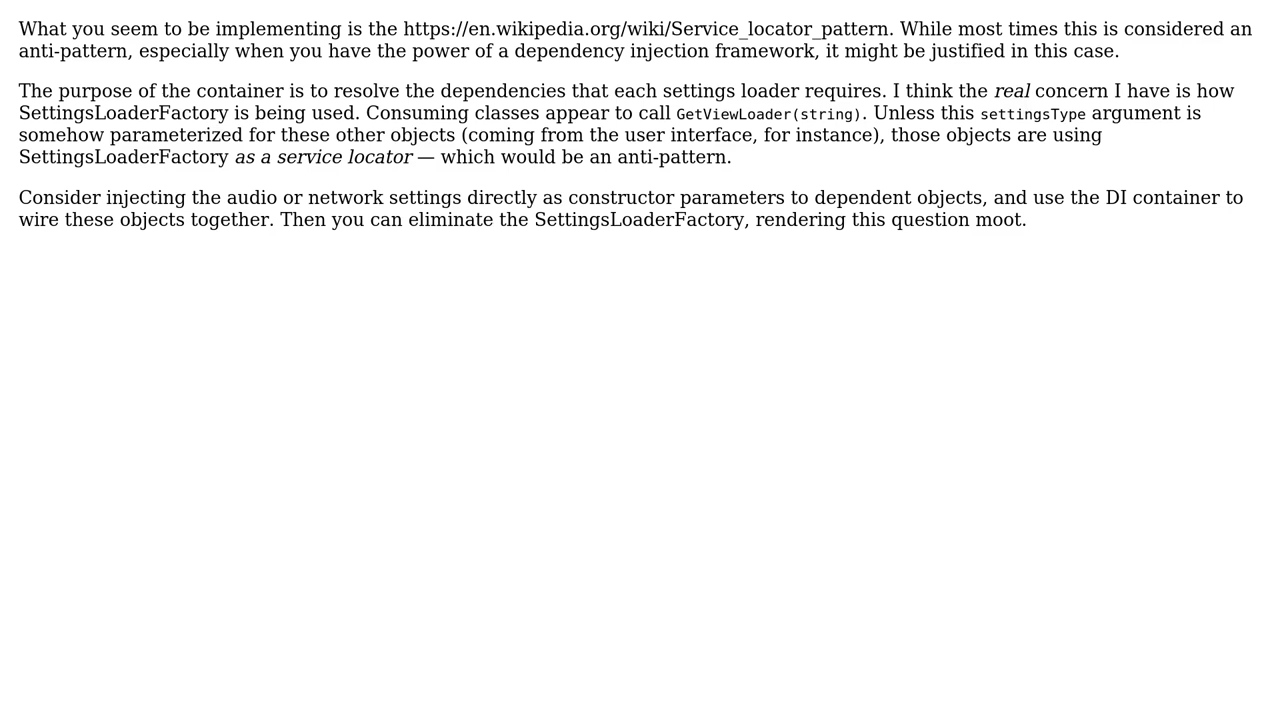 What you seem to be implementing is the https://en.wikipedia.org/wiki/Service_locator_pattern. While most times this is considered an
anti-pattern, especially when you have the power of a dependency injection framework, it might be justified in this case.
The purpose of the container is to resolve the dependencies that each settings loader requires. I think the real concern I have is how
SettingsLoaderFactory is being used. Consuming classes appear to call GetViewLoader(string). Unless this settingsType argument is
somehow parameterized for these other objects (coming from the user interface, for instance), those objects are using
SettingsLoaderFactory as a service locator — which would be an anti-pattern.
Consider injecting the audio or network settings directly as constructor parameters to dependent objects, and use the DI container to
wire these objects together. Then you can eliminate the SettingsLoaderFactory, rendering this question moot.